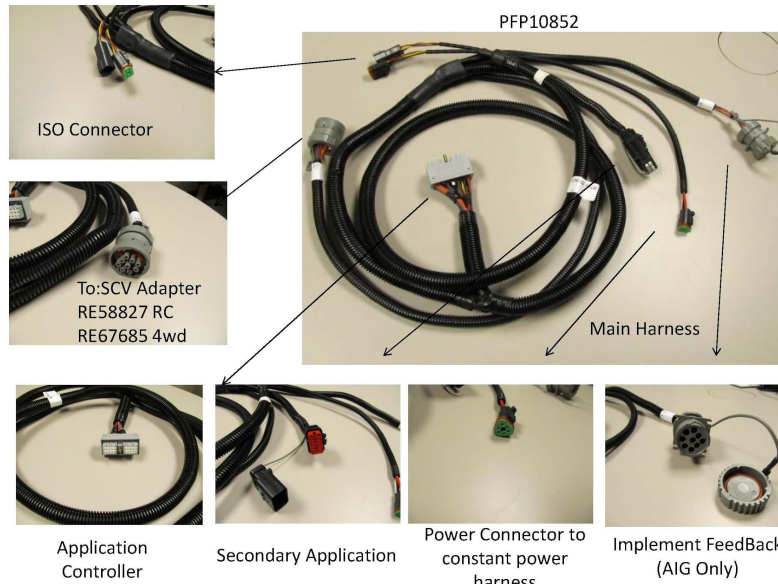 PFP10852
ISO Connector
To:SCV Adapter
RE58827 RC
RE67685 4wd
Main Harness
Application
Controller
Secondary Application
Power Connector to
constant power
harness
Implement FeedBack
(AIG Only)